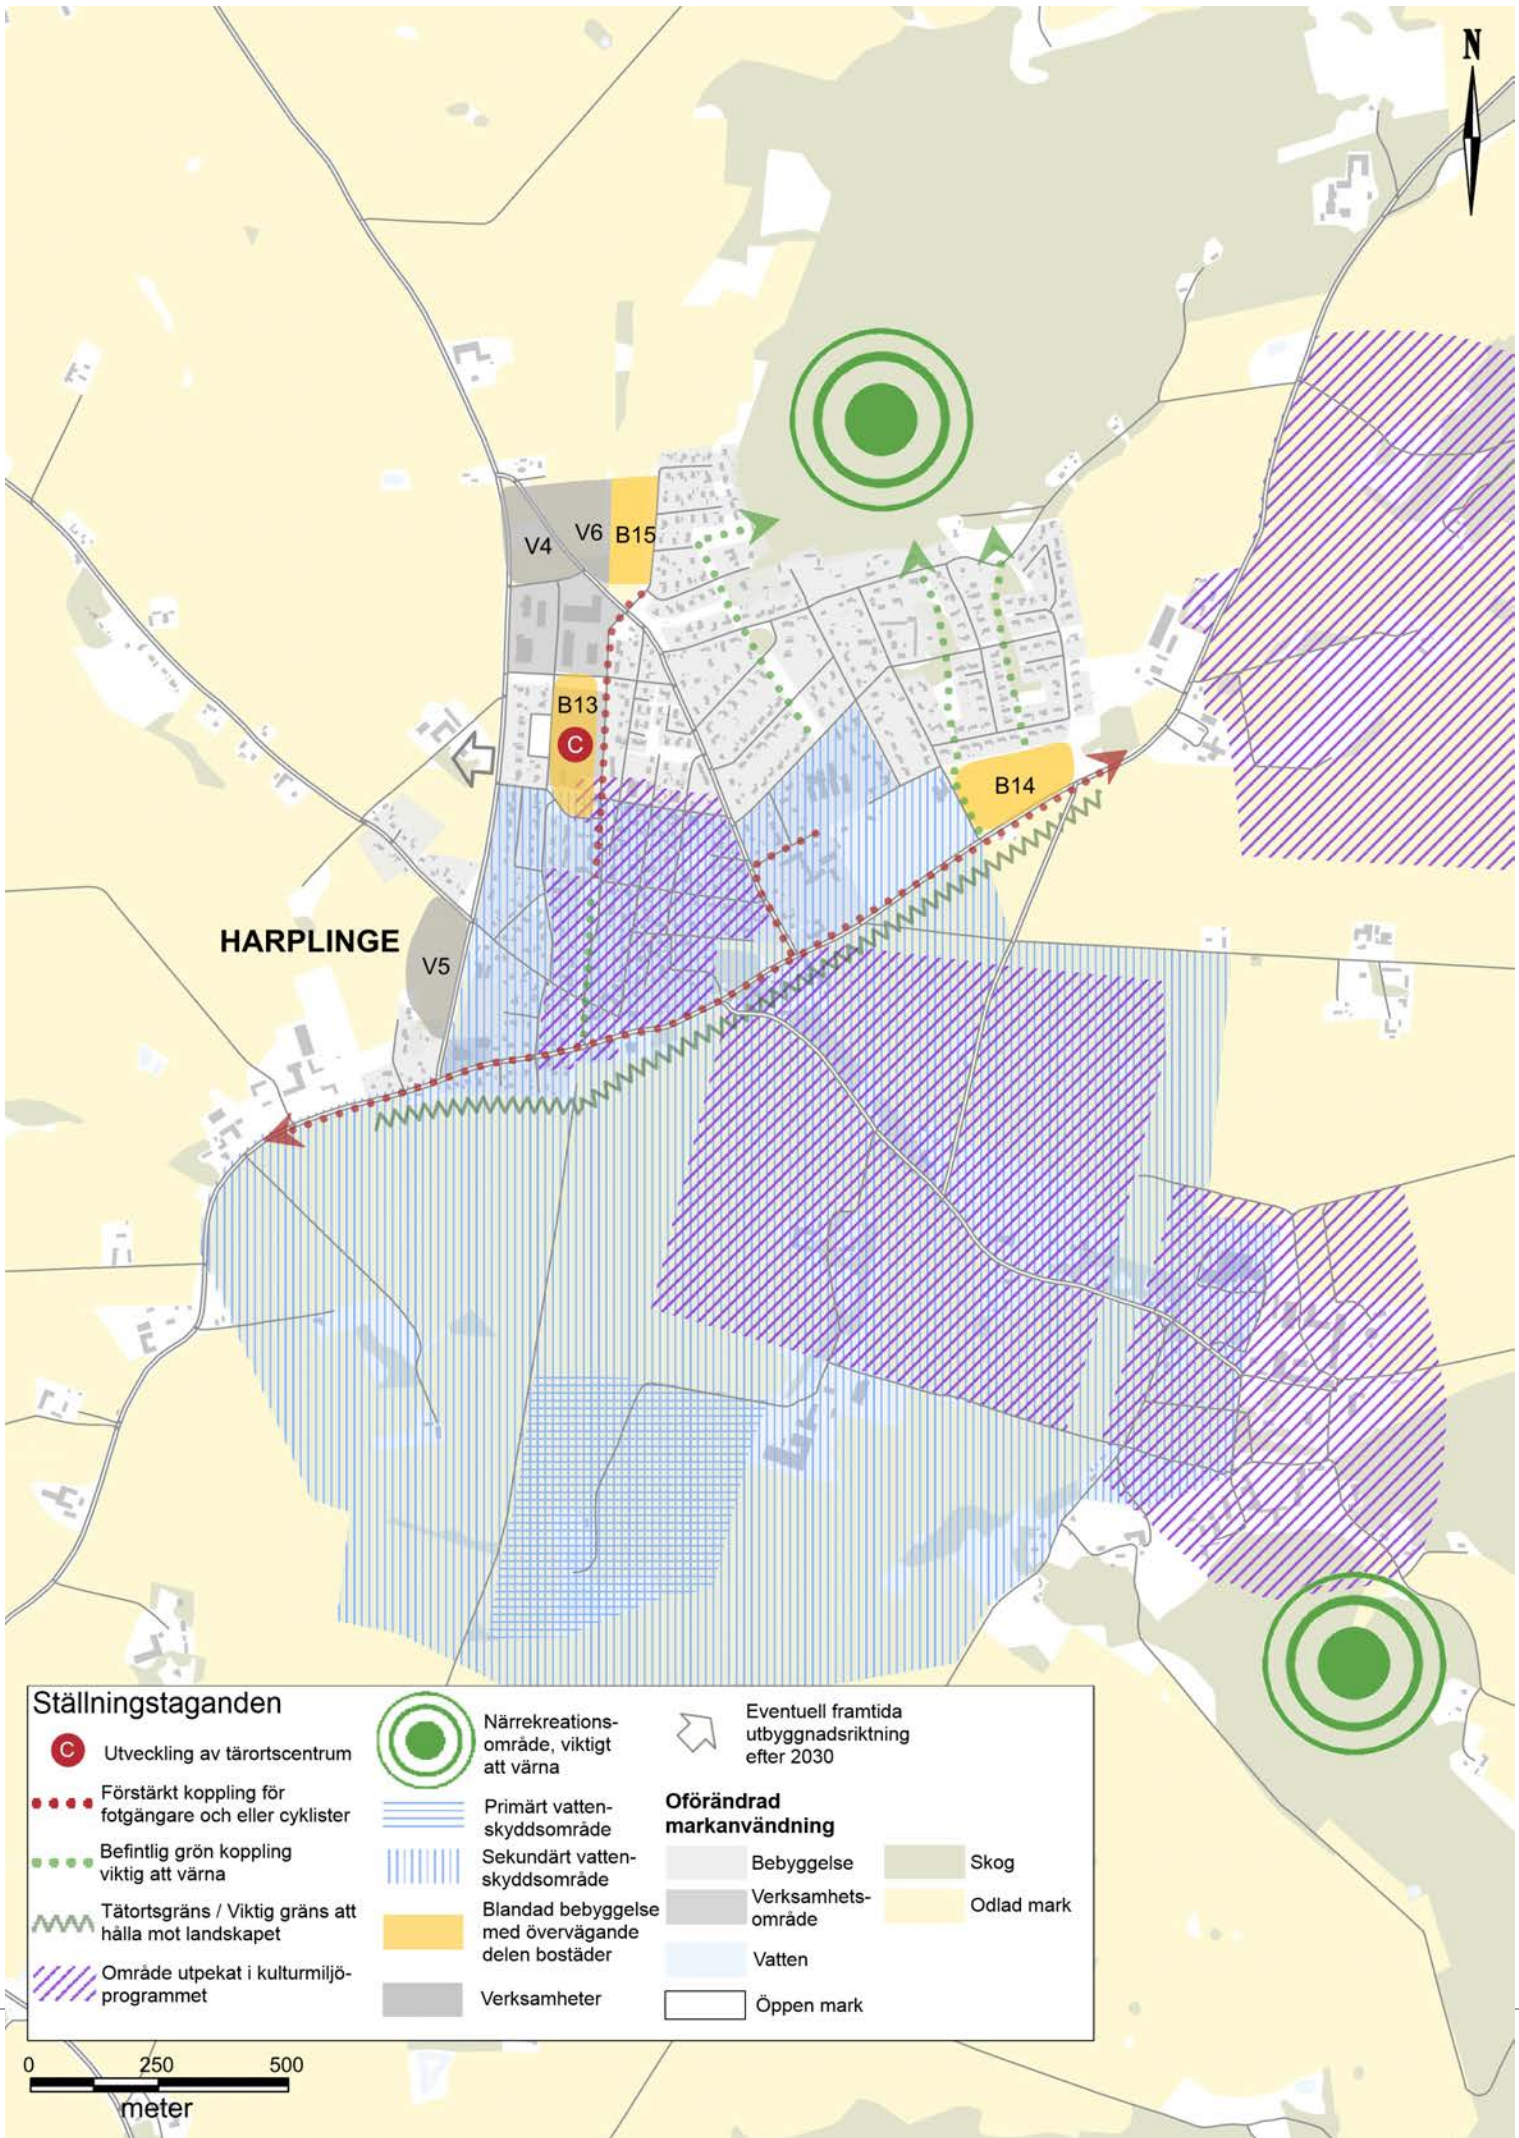 N
V4
V6
B15
B13
C
B14
HARPLINGE
V5
Ställningstaganden
C
Utveckling av tärortscentrum
Förstärkt koppling för
fotgängare och eller cyklister
Befintlig grön koppling
viktig att värna
Tätortsgräns / Viktig gräns att
hålla mot landskapet
Område utpekat i kulturmiljö-
programmet
Närrekreations-
område, viktigt
att värna
Primärt vatten-
skyddsområde
Sekundärt vatten-
skyddsområde
Blandad bebyggelse
med övervägande
delen bostäder
Verksamheter
Eventuell framtida
utbyggnadsriktning
efter 2030
Oförändrad
markanvändning
Bebyggelse
Verksamhets-
område
Vatten
Öppen mark
Skog
Odlad mark
0 250 500
meter